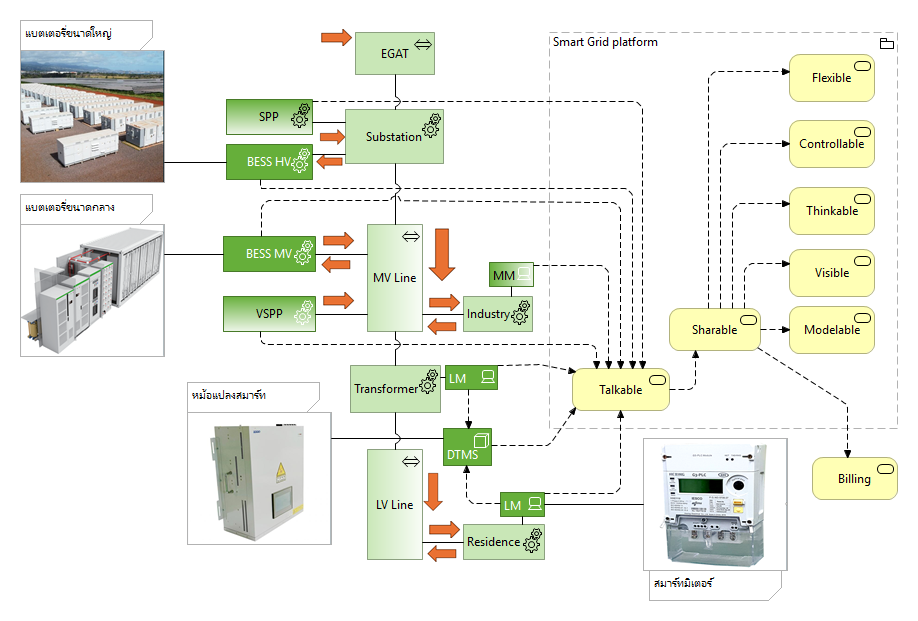 แบตเตอรี่ขนาดใหญ่
EGAT
Smart Grid platform
Flexible
SPP
Substation
Controllable
BESS HV
แบตเตอรี่ขนาดกลาง
Thinkable
BESS MV
MV Line
MM
Visible
VSPP
Industry
Sharable
Modelable
Transformer
LM
Talkable
หม้อแปลงสมาร์ท
DTMS
Billing
LV Line
LM
Residence
สมาร์ทมิเตอร์